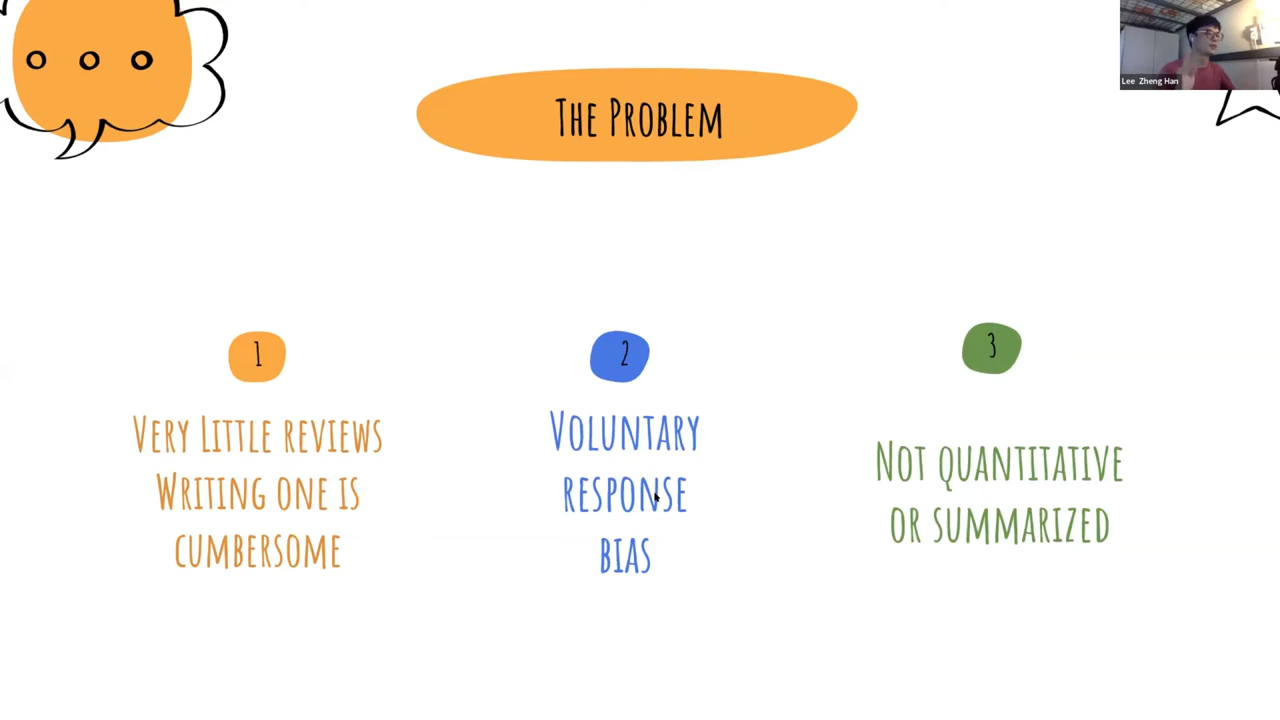 The Problem
Lee Zheng Han
1
2
3
Very Little reviews
Writing one is
cumbersome
Voluntary
response
bias
Not quantitative
or summarized